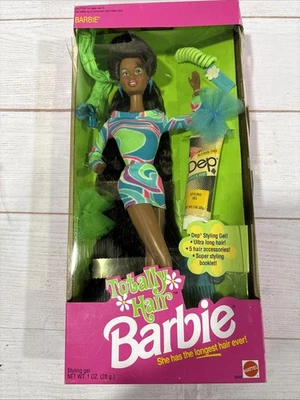 BARBIE®
Dep®
• Dep® Styling Gel!
• Ultra long hair!
• 5 hair accessories!
• Super styling
booklet!
Totally
Hair™
Barbie®
She has the longest hair ever!
Styling gel
NET WT. 1 OZ. (28 g)
MATTEL